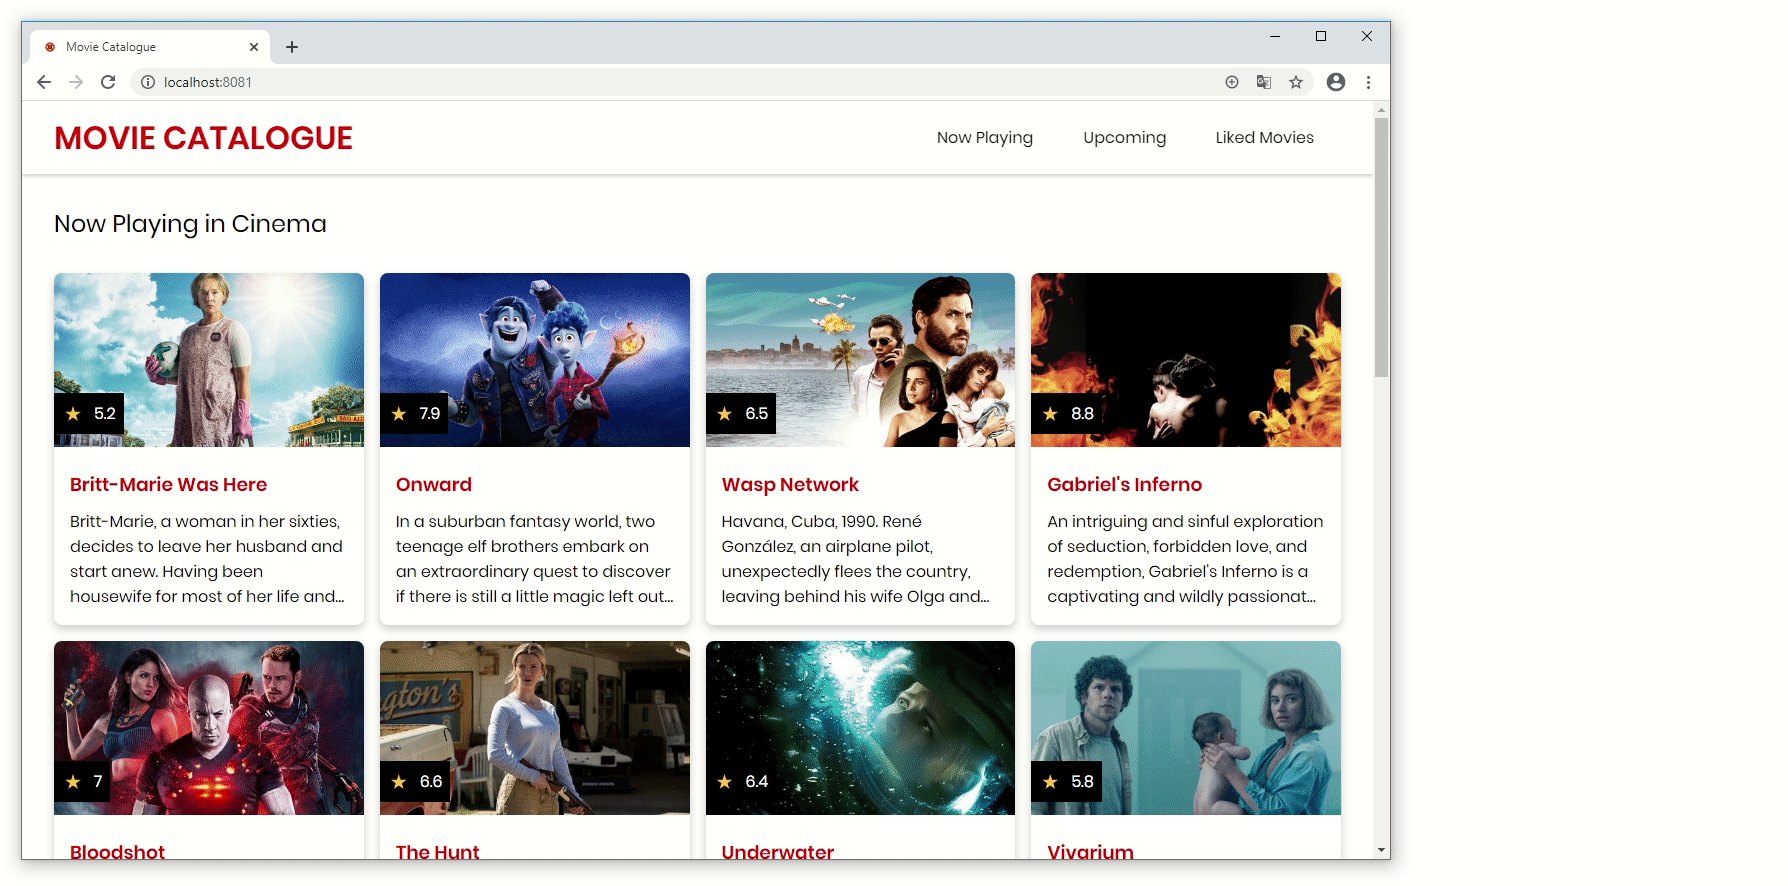 Movie Catalogue
localhost:8081
MOVIE CATALOGUE
Now Playing
Upcoming
Liked Movies
Now Playing in Cinema
5.2
7.9
6.5
8.8
Britt-Marie Was Here
Britt-Marie, a woman in her sixties,
decides to leave her husband and
start anew. Having been
housewife for most of her life and...
Onward
In a suburban fantasy world, two
teenage elf brothers embark on
an extraordinary quest to discover
if there is still a little magic left out...
Wasp Network
Havana, Cuba, 1990. René
González, an airplane pilot,
unexpectedly flees the country,
leaving behind his wife Olga and...
Gabriel's Inferno
An intriguing and sinful exploration
of seduction, forbidden love, and
redemption, Gabriel's Inferno is a
captivating and wildly passionat...
7
6.6
6.4
5.8
Bloodshot
The Hunt
Underwater
Vivarium